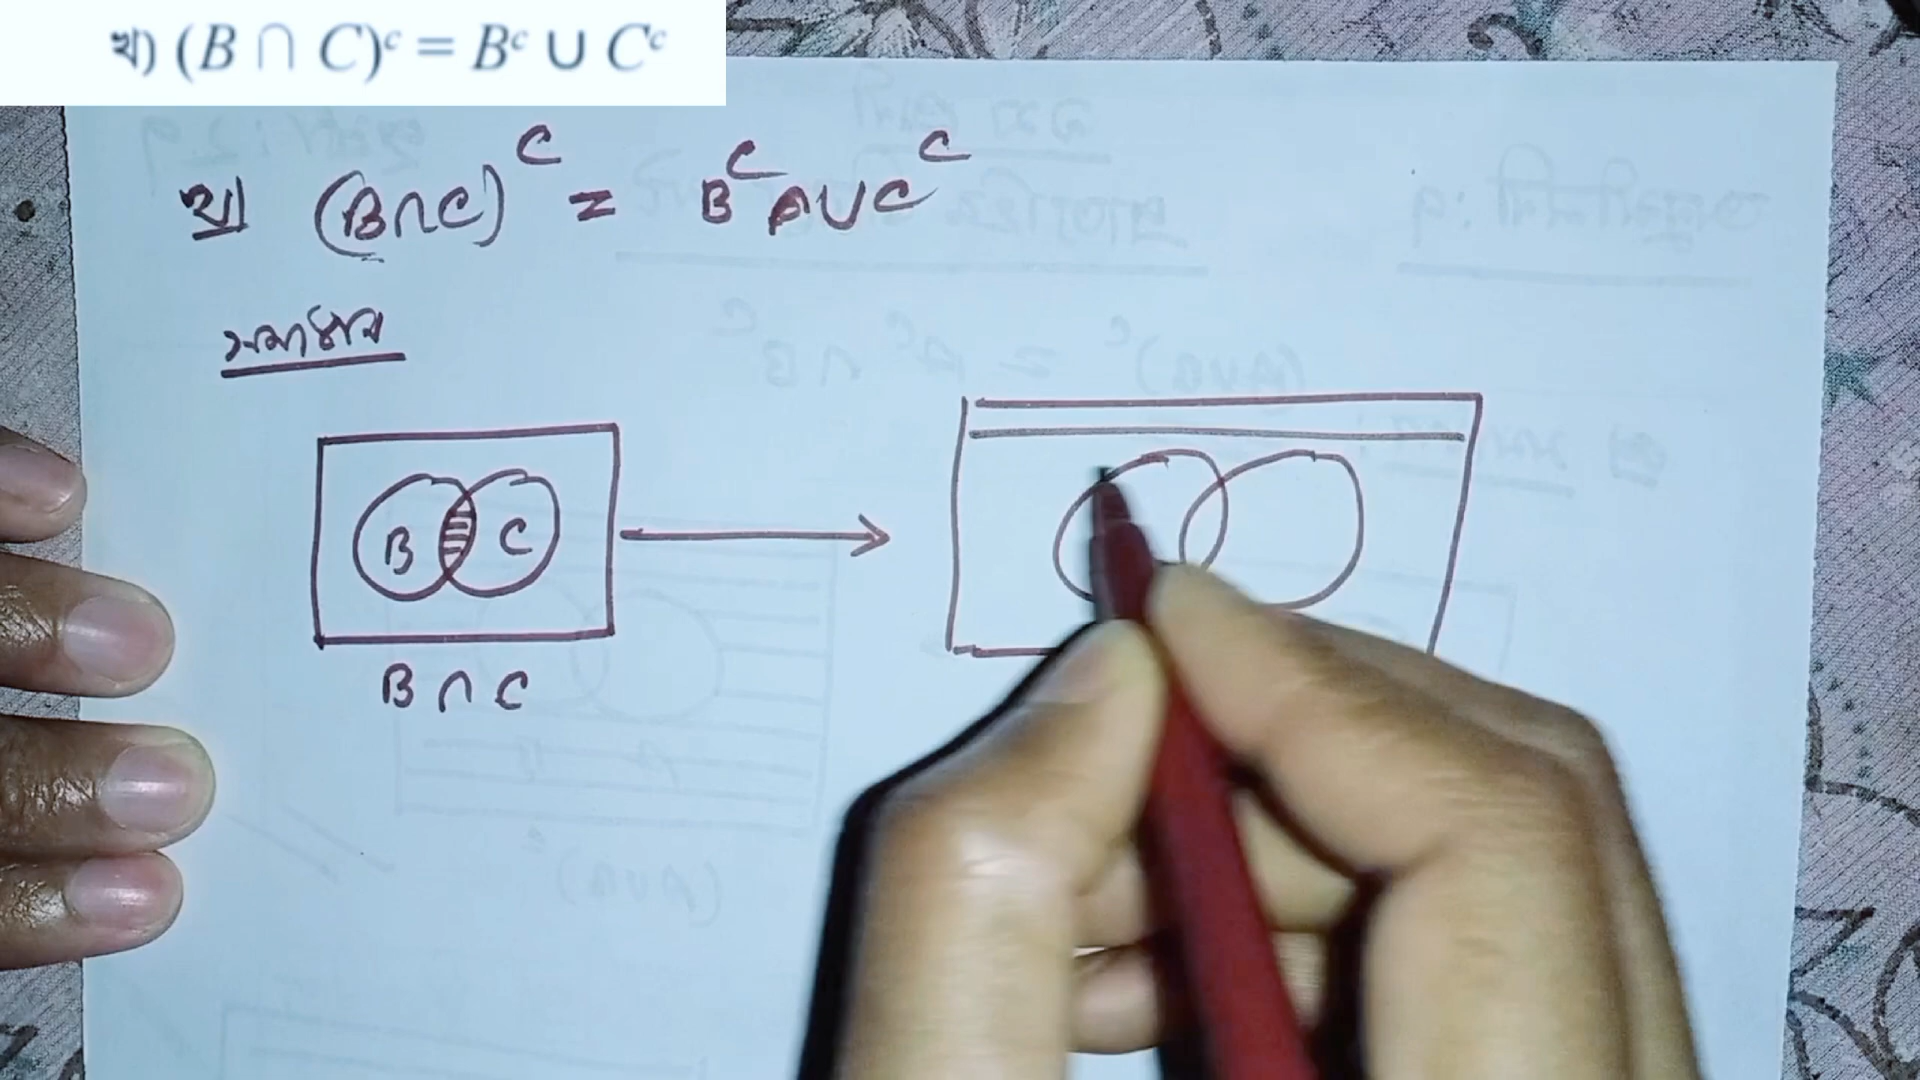 খ) (B ∩ C)ᶜ = Bᶜ ∪ Cᶜ
খ) (B∩C)ᶜ = Bᶜ ∪ Cᶜ
সমাধান
B C
B ∩ C